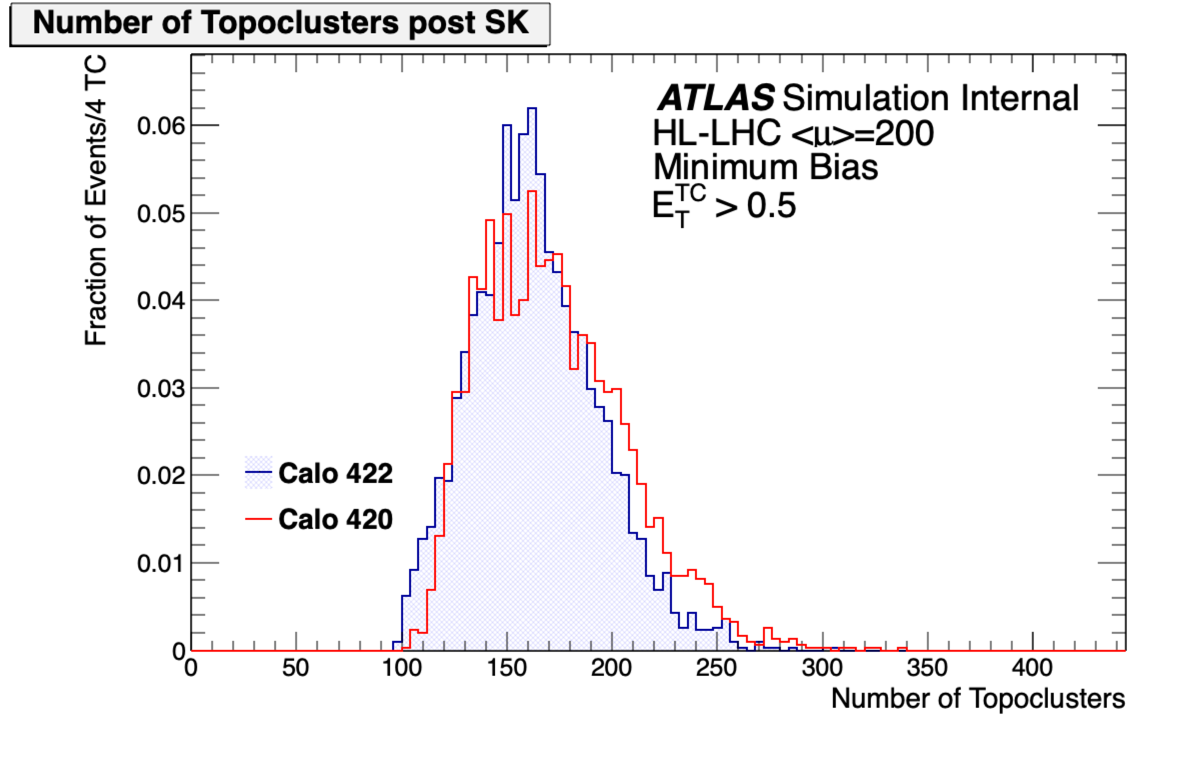 Number of Topoclusters post SK
Fraction of Events/4 TC
ATLAS Simulation Internal
HL-LHC <μ>=200
Minimum Bias
E_T^TC > 0.5
0.06
0.05
0.04
0.03
0.02
0.01
0
Calo 422
Calo 420
0 50 100 150 200 250 300 350 400
Number of Topoclusters